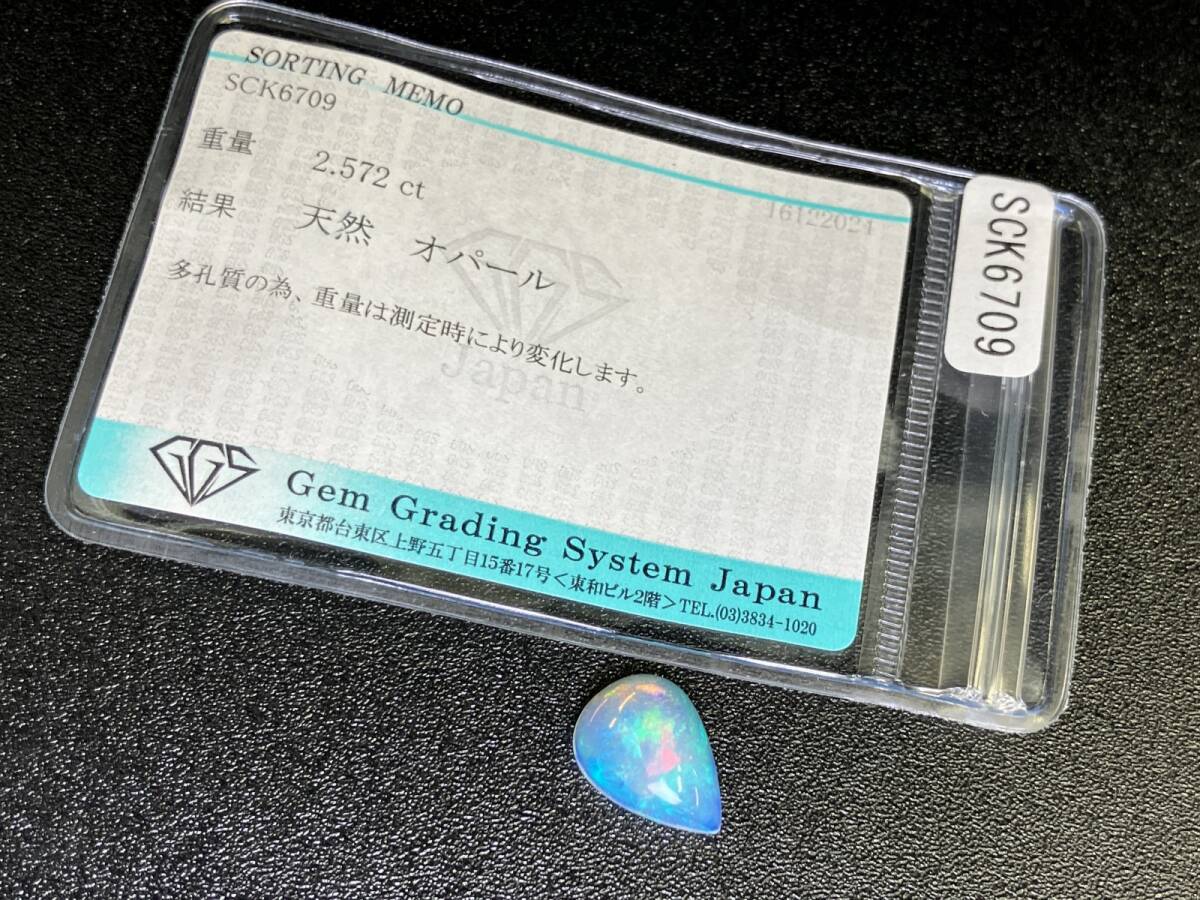 SORTING MEMO
SCK6709
16122024
重量 2.572 ct
結果 天然 オパール
多孔質の為、重量は測定時により変化します。
Japan
GGS
Gem Grading System Japan
東京都台東区上野五丁目15番17号＜東和ビル2階＞TEL.(03)3834-1020
SCK6709